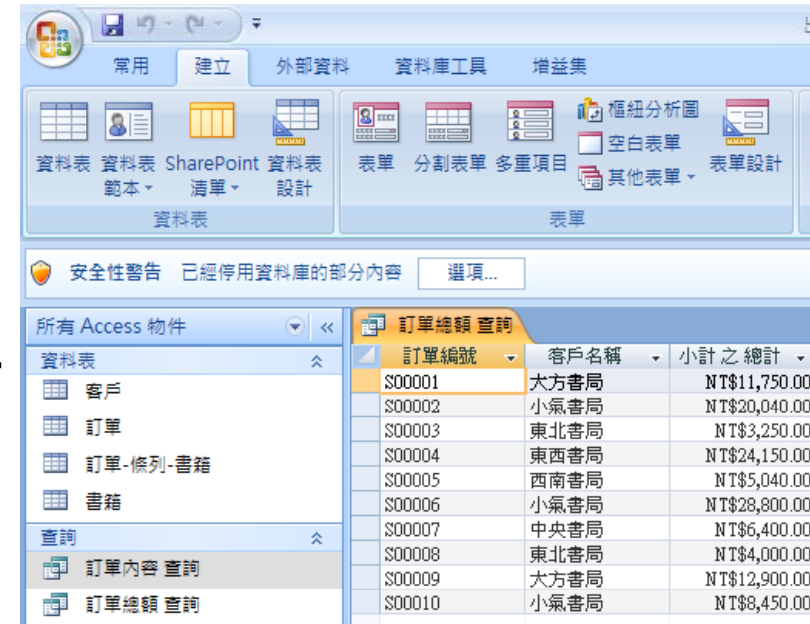 常用 建立 外部資料 資料庫工具 增益集
資料表 資料表範本 SharePoint 清單 資料表設計
資料表
表單 分割表單 多重項目 樞紐分析圖 空白表單 其他表單 表單設計
表單
安全性警告 已經停用資料庫的部分內容 選項...
所有 Access 物件 «
資料表
客戶
訂單
訂單-條列-書籍
書籍
查詢
訂單內容 查詢
訂單總額 查詢
訂單總額 查詢
訂單編號 客戶名稱 小計 之 總計
S00001 大方書局 NT$11,750.00
S00002 小氣書局 NT$20,040.00
S00003 東北書局 NT$3,250.00
S00004 東西書局 NT$24,150.00
S00005 西南書局 NT$5,040.00
S00006 小氣書局 NT$28,800.00
S00007 中央書局 NT$6,400.00
S00008 東北書局 NT$4,000.00
S00009 大方書局 NT$12,900.00
S00010 小氣書局 NT$8,450.00